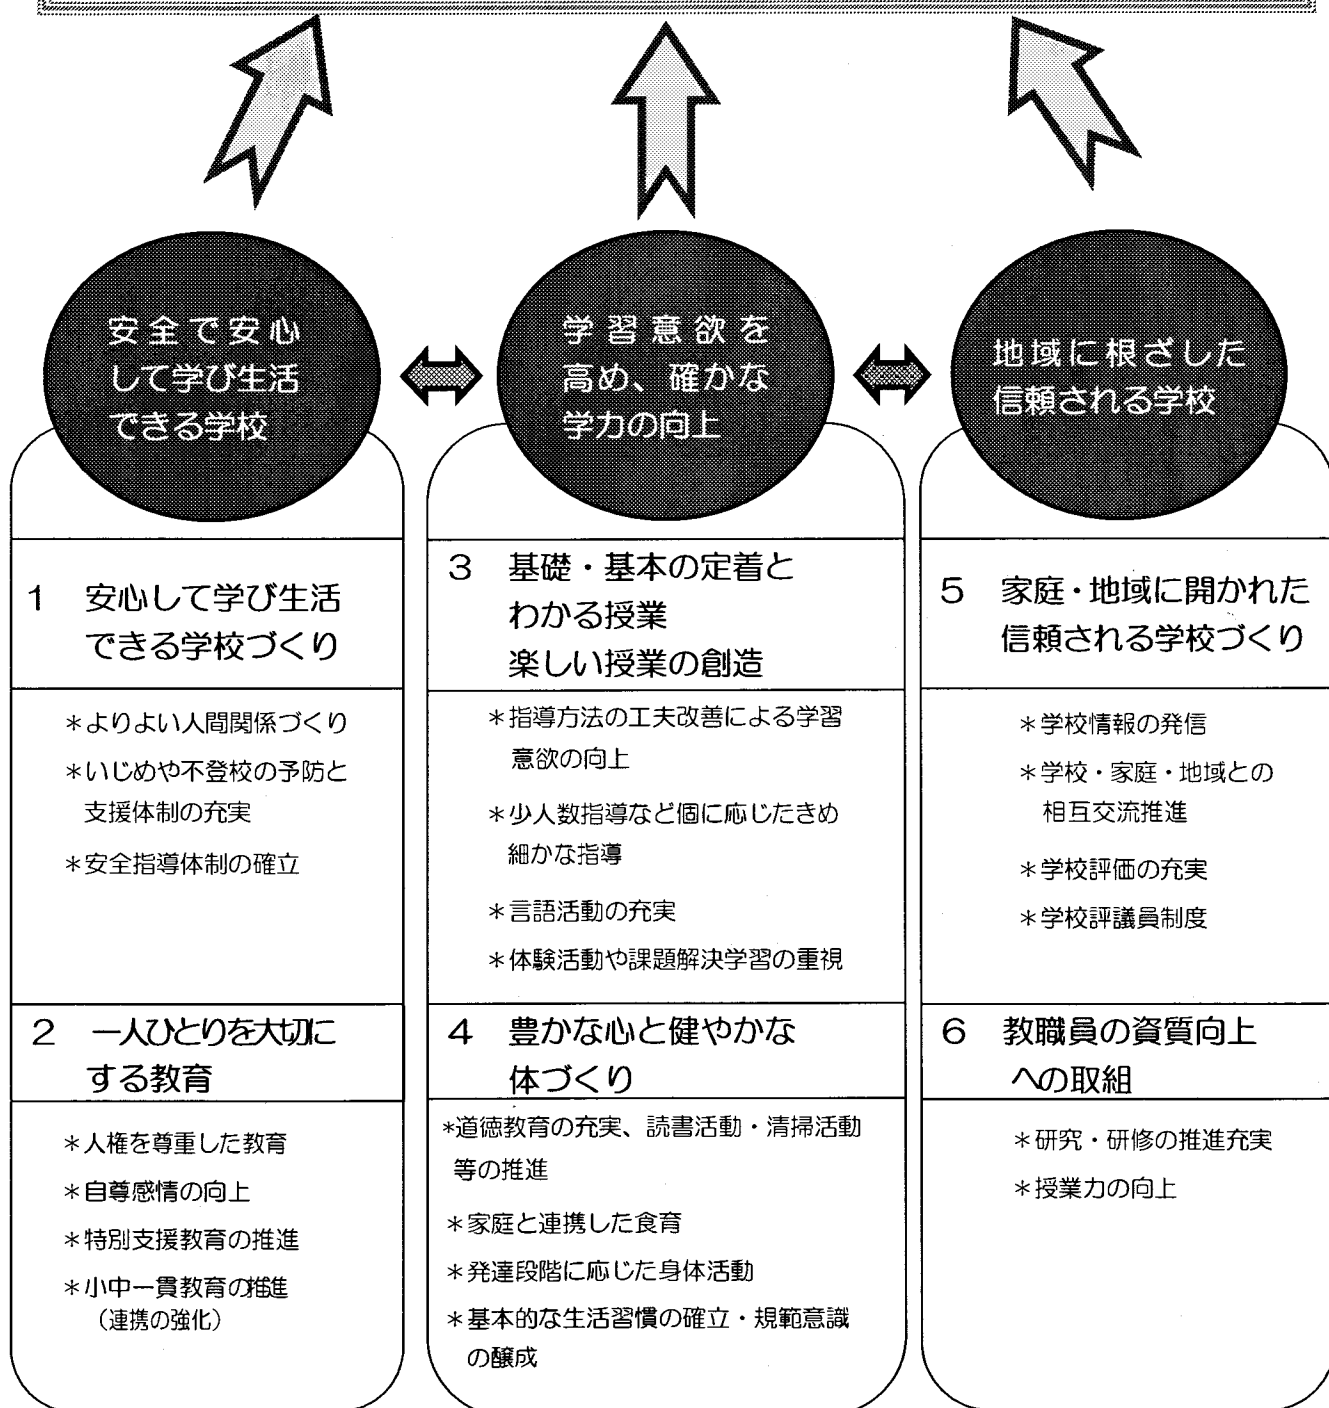 安全で安心
して学び生活
できる学校
学習意欲を
高め、確かな
学力の向上
地域に根ざした
信頼される学校
1 安心して学び生活
できる学校づくり
＊よりよい人間関係づくり
＊いじめや不登校の予防と
支援体制の充実
＊安全指導体制の確立
2 一人ひとりを大切に
する教育
＊人権を尊重した教育
＊自尊感情の向上
＊特別支援教育の推進
＊小中一貫教育の推進
（連携の強化）
3 基礎・基本の定着と
わかる授業
楽しい授業の創造
＊指導方法の工夫改善による学習
意欲の向上
＊少人数指導など個に応じたきめ
細かな指導
＊言語活動の充実
＊体験活動や課題解決学習の重視
4 豊かな心と健やかな
体づくり
*道徳教育の充実、読書活動・清掃活動
等の推進
＊家庭と連携した食育
＊発達段階に応じた身体活動
＊基本的な生活習慣の確立・規範意識
の醸成
5 家庭・地域に開かれた
信頼される学校づくり
＊学校情報の発信
＊学校・家庭・地域との
相互交流推進
＊学校評価の充実
＊学校評議員制度
6 教職員の資質向上
への取組
＊研究・研修の推進充実
＊授業力の向上